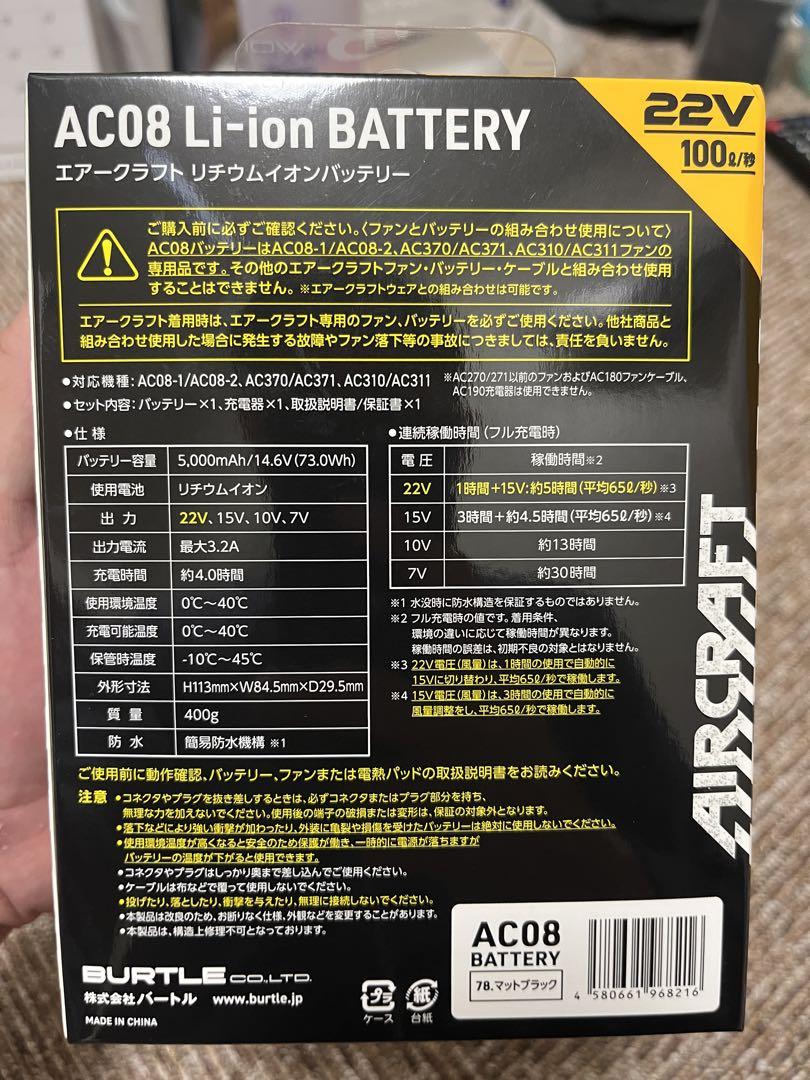 AC08 Li-ion BATTERY
エアークラフト リチウムイオンバッテリー
22V
100ℓ/秒
ご購入前に必ずご確認ください。〈ファンとバッテリーの組み合わせ使用について〉
AC08バッテリーはAC08-1/AC08-2、AC370/AC371、AC310/AC311ファンの
専用品です。その他のエアークラフトファン・バッテリー・ケーブルと組み合わせ使用
することはできません。 ※エアークラフトウェアとの組み合わせは可能です。
エアークラフト着用時は、エアークラフト専用のファン、バッテリーを必ずご使用ください。他社商品と
組み合わせ使用した場合に発生する故障やファン落下等の事故につきましては、責任を負いません。
●対応機種：AC08-1/AC08-2、AC370/AC371、AC310/AC311
※AC270/271以前のファンおよびAC180ファンケーブル、
AC190充電器は使用できません。
●セット内容：バッテリー×1、充電器×1、取扱説明書/保証書×1
●仕 様
バッテリー容量 5,000mAh/14.6V(73.0Wh)
使用電池 リチウムイオン
出 力 22V、15V、10V、7V
出力電流 最大3.2A
充電時間 約4.0時間
使用環境温度 0℃〜40℃
充電可能温度 0℃〜40℃
保管時温度 -10℃〜45℃
外形寸法 H113mm×W84.5mm×D29.5mm
質 量 400g
防 水 簡易防水機構 ※1
●連続稼働時間（フル充電時）
電 圧 稼働時間※2
22V 1時間＋15V:約5時間(平均65ℓ/秒)※3
15V 3時間＋約4.5時間(平均65ℓ/秒)※4
10V 約13時間
7V 約30時間
※1 水没時に防水構造を保証するものではありません。
※2 フル充電時の値です。着用条件、
環境の違いに応じて稼働時間が異なります。
稼働時間の誤差は、初期不良の対象とはなりません。
※3 22V電圧(風量)は、1時間の使用で自動的に
15Vに切り替わり、平均65ℓ/秒で稼働します。
※4 15V電圧(風量)は、3時間の使用で自動的に
風量調整をし、平均65ℓ/秒で稼働します。
AIRCRAFT
ご使用前に動作確認、バッテリー、ファンまたは電熱パッドの取扱説明書をお読みください。
注意 ●コネクタやプラグを抜き差しするときは、必ずコネクタまたはプラグ部分を持ち、
無理な力を加えないでください。使用後の端子の破損または変形は、保証の対象外となります。
●落下などにより強い衝撃が加わったり、外装に亀裂や損傷を受けたバッテリーは絶対に使用しないでください。
●使用環境温度が高くなると安全のため保護が働き、一時的に電源が落ちますが
バッテリーの温度が下がると使用できます。
●コネクタやプラグはしっかり奥まで差し込んでご使用ください。
●ケーブルは布などで覆って使用しないでください。
●投げたり、落としたり、衝撃を与えたり、無理に接続しないでください。
●本製品は改良のため、お断りなく仕様、外観などを変更することがあります。
●本製品は、構造上修理不可となっております。
BURTLE CO.,LTD.
株式会社バートル www.burtle.jp
MADE IN CHINA
プラ
ケース
紙
台紙
AC08
BATTERY
78.マットブラック
4 580661 968216